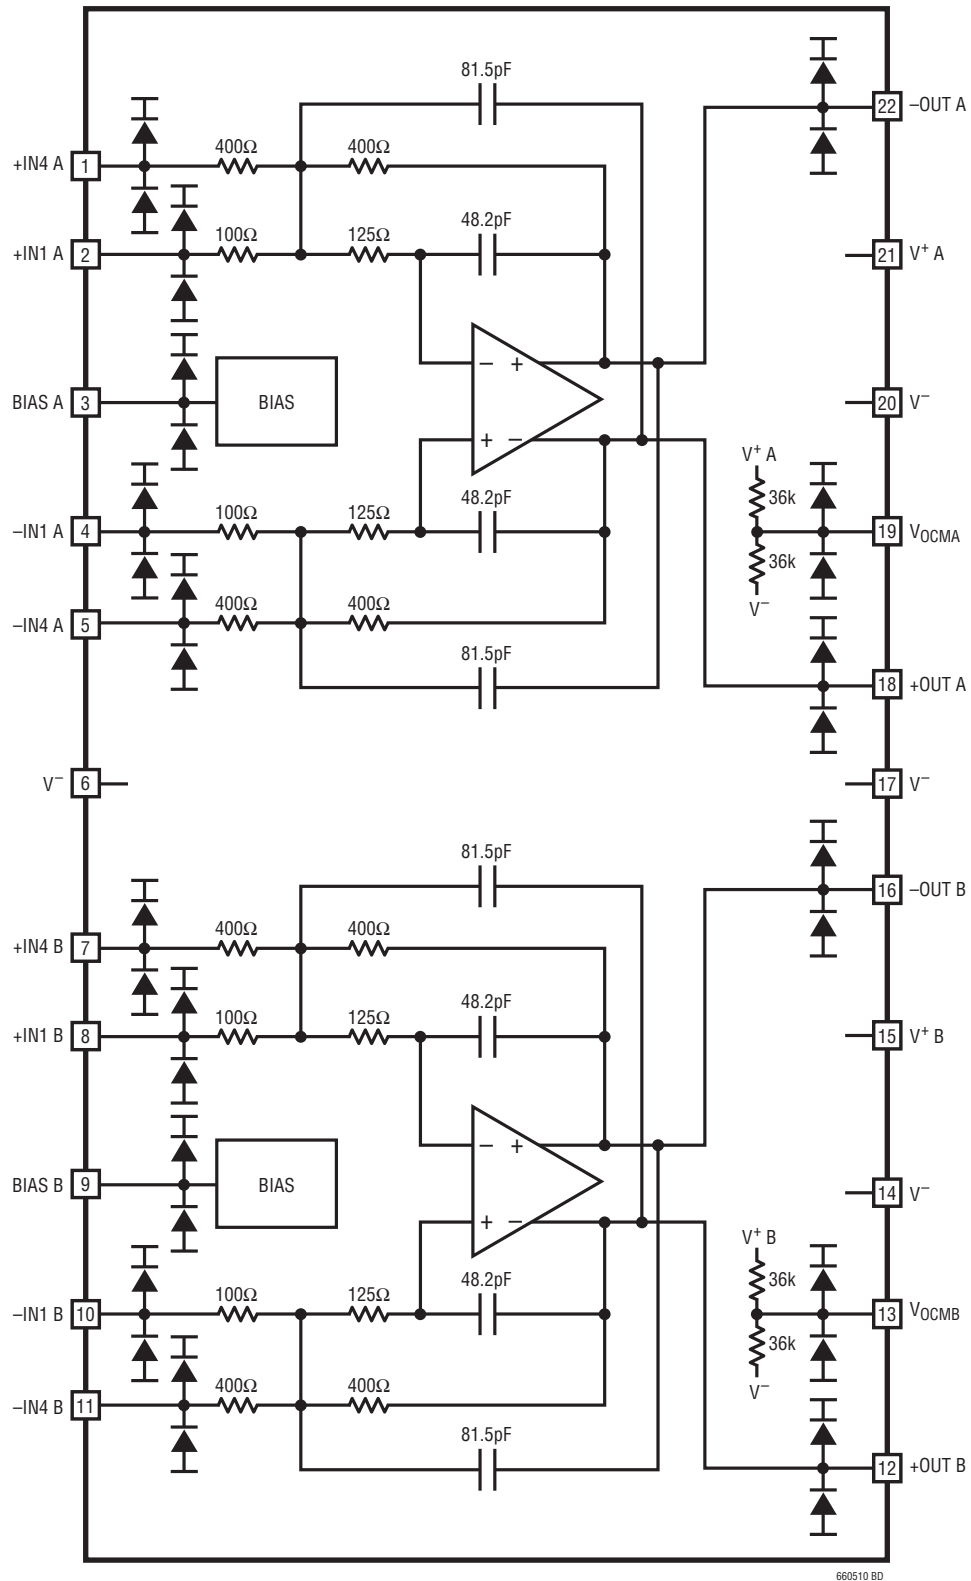 81.5pF
22 –OUT A
400Ω 400Ω
+IN4 A 1
48.2pF
100Ω 125Ω
+IN1 A 2
21 V+ A
– +
BIAS A 3 BIAS
20 V–
+ –
V+ A
48.2pF
36k
100Ω 125Ω
–IN1 A 4
19 VOCMA
36k
400Ω 400Ω
V–
–IN4 A 5
81.5pF
18 +OUT A
V– 6
17 V–
81.5pF
16 –OUT B
400Ω 400Ω
+IN4 B 7
48.2pF
100Ω 125Ω
+IN1 B 8
15 V+ B
– +
BIAS B 9 BIAS
14 V–
+ –
V+ B
48.2pF
36k
100Ω 125Ω
–IN1 B 10
13 VOCMB
36k
400Ω 400Ω
V–
–IN4 B 11
81.5pF
12 +OUT B
660510 BD